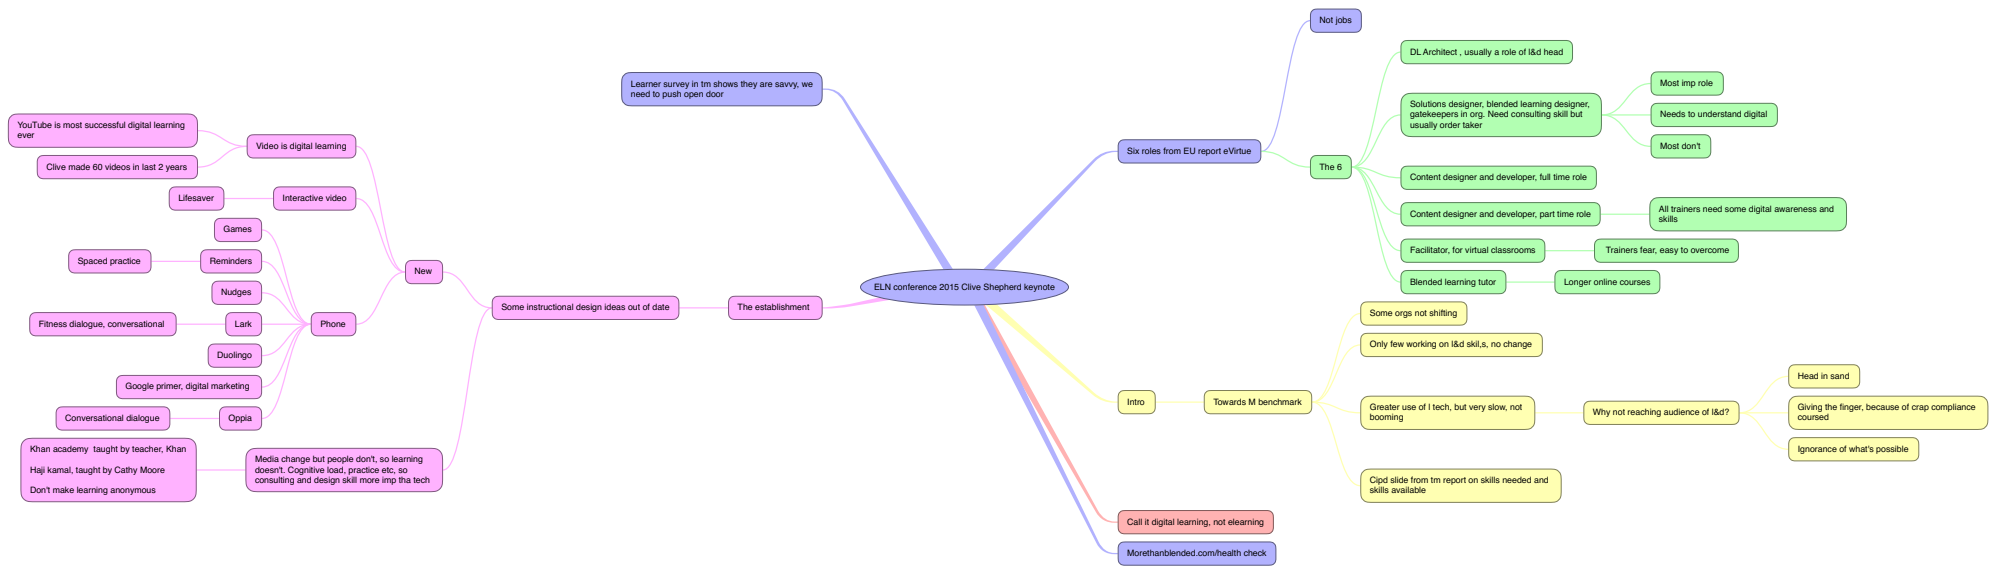 ELN conference 2015 Clive Shepherd keynote
Not jobs
Six roles from EU report eVirtue
The 6
DL Architect , usually a role of l&d head
Solutions designer, blended learning designer,
gatekeepers in org. Need consulting skill but
usually order taker
Most imp role
Needs to understand digital
Most don't
Content designer and developer, full time role
Content designer and developer, part time role
All trainers need some digital awareness and
skills
Facilitator, for virtual classrooms
Trainers fear, easy to overcome
Blended learning tutor
Longer online courses
Intro
Towards M benchmark
Some orgs not shifting
Only few working on l&d skil,s, no change
Greater use of l tech, but very slow, not
booming
Why not reaching audience of l&d?
Head in sand
Giving the finger, because of crap compliance
coursed
Ignorance of what's possible
Cipd slide from tm report on skills needed and
skills available
Call it digital learning, not elearning
Morethanblended.com/health check
Learner survey in tm shows they are savvy, we
need to push open door
The establishment
Some instructional design ideas out of date
New
Video is digital learning
YouTube is most successful digital learning
ever
Clive made 60 videos in last 2 years
Interactive video
Lifesaver
Phone
Games
Reminders
Spaced practice
Nudges
Lark
Fitness dialogue, conversational
Duolingo
Google primer, digital marketing
Oppia
Conversational dialogue
Media change but people don't, so learning
doesn't. Cognitive load, practice etc, so
consulting and design skill more imp tha tech
Khan academy  taught by teacher, Khan
Haji kamal, taught by Cathy Moore
Don't make learning anonymous